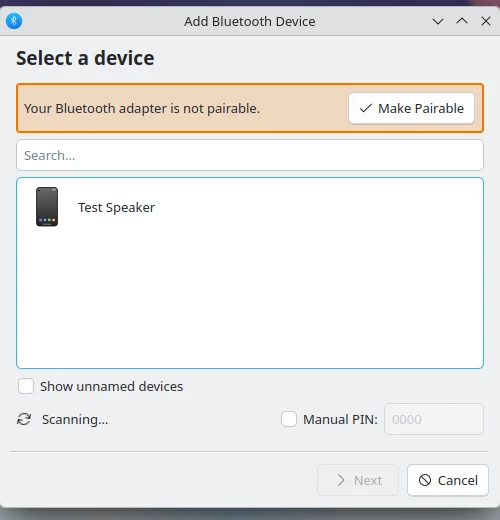 Add Bluetooth Device
Select a device
Your Bluetooth adapter is not pairable.
Make Pairable
Search...
Test Speaker
Show unnamed devices
Scanning...
Manual PIN:
0000
Next
Cancel